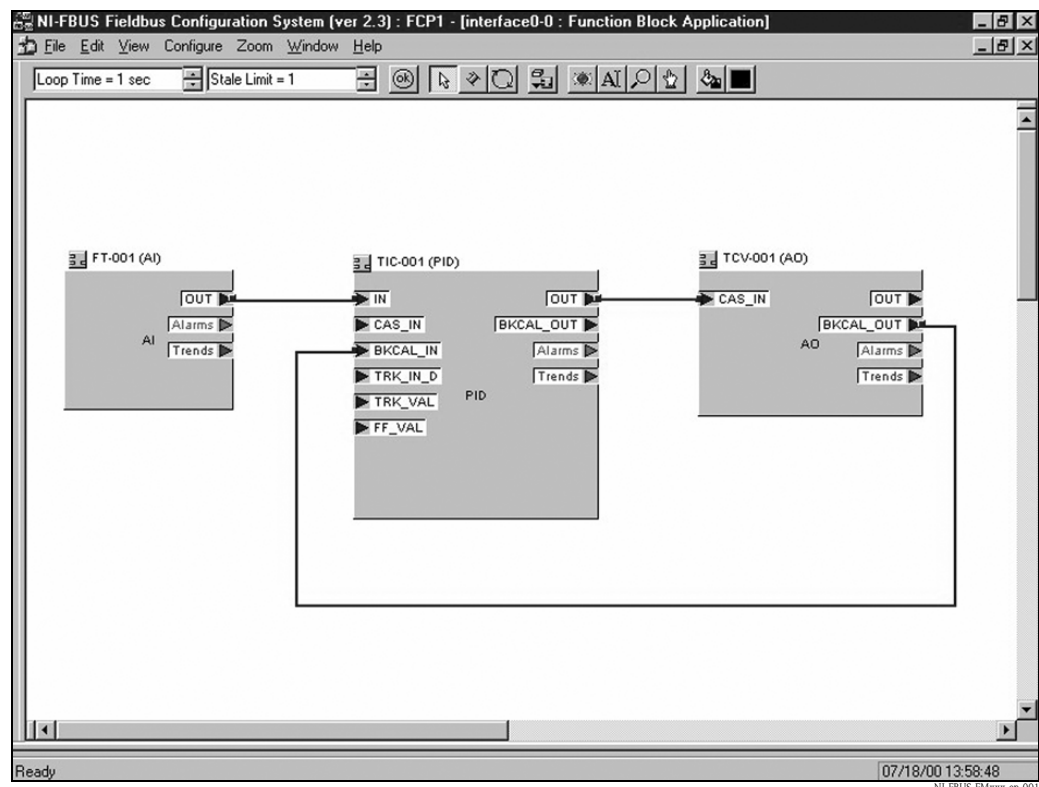 NI-FBUS Fieldbus Configuration System (ver 2.3) : FCP1 - [interface0-0 : Function Block Application]
File Edit View Configure Zoom Window Help
Loop Time = 1 sec Stale Limit = 1 ok AI
FT-001 (AI)
OUT
Alarms
AI
Trends
TIC-001 (PID)
IN OUT
CAS_IN BKCAL_OUT
BKCAL_IN Alarms
TRK_IN_D Trends
PID
TRK_VAL
FF_VAL
TCV-001 (AO)
CAS_IN OUT
BKCAL_OUT
AO Alarms
Trends
Ready 07/18/00 13:58:48